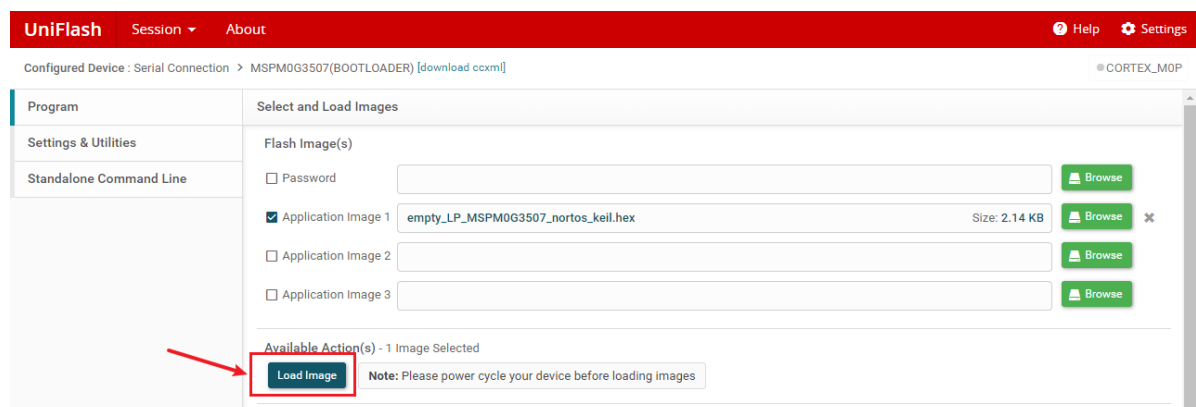 UniFlash Session About Help Settings
Configured Device : Serial Connection > MSPM0G3507(BOOTLOADER) [download ccxml] CORTEX_M0P
Program
Select and Load Images
Settings & Utilities
Flash Image(s)
Standalone Command Line
Password Browse
Application Image 1 empty_LP_MSPM0G3507_nortos_keil.hex Size: 2.14 KB Browse
Application Image 2 Browse
Application Image 3 Browse
Available Action(s) - 1 Image Selected
Load Image Note: Please power cycle your device before loading images